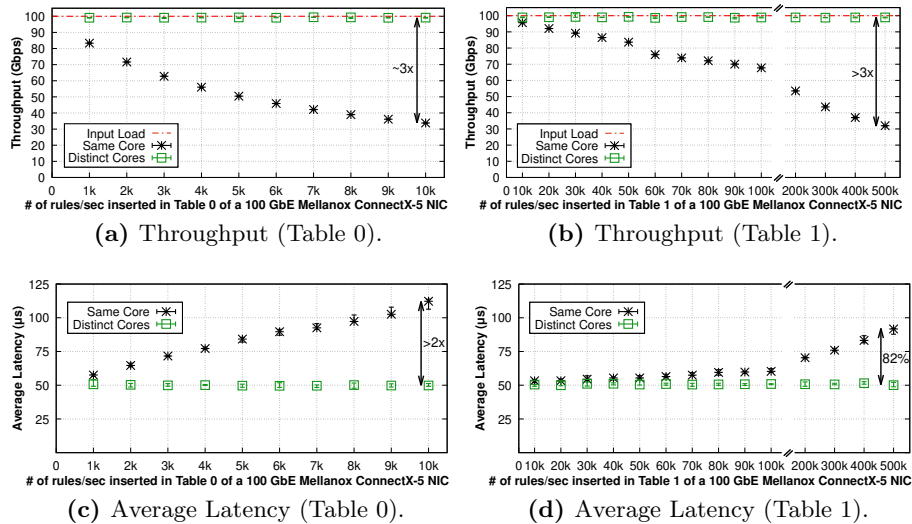 100
90
80
70
60
50
40
30
20
10
0
Throughput (Gbps)
~3x
Input Load
Same Core
Distinct Cores
0 1k 2k 3k 4k 5k 6k 7k 8k 9k 10k
# of rules/sec inserted in Table 0 of a 100 GbE Mellanox ConnectX-5 NIC
(a) Throughput (Table 0).
100
90
80
70
60
50
40
30
20
10
0
Throughput (Gbps)
>3x
Input Load
Same Core
Distinct Cores
0 10k 20k 30k 40k 50k 60k 70k 80k 90k 100k 200k 300k 400k 500k
# of rules/sec inserted in Table 1 of a 100 GbE Mellanox ConnectX-5 NIC
(b) Throughput (Table 1).
125
100
75
50
25
Average Latency (µs)
Same Core
Distinct Cores
>2x
0 1k 2k 3k 4k 5k 6k 7k 8k 9k 10k
# of rules/sec inserted in Table 0 of a 100 GbE Mellanox ConnectX-5 NIC
(c) Average Latency (Table 0).
125
100
75
50
25
Average Latency (µs)
Same Core
Distinct Cores
82%
0 10k 20k 30k 40k 50k 60k 70k 80k 90k 100k 200k 300k 400k 500k
# of rules/sec inserted in Table 1 of a 100 GbE Mellanox ConnectX-5 NIC
(d) Average Latency (Table 1).